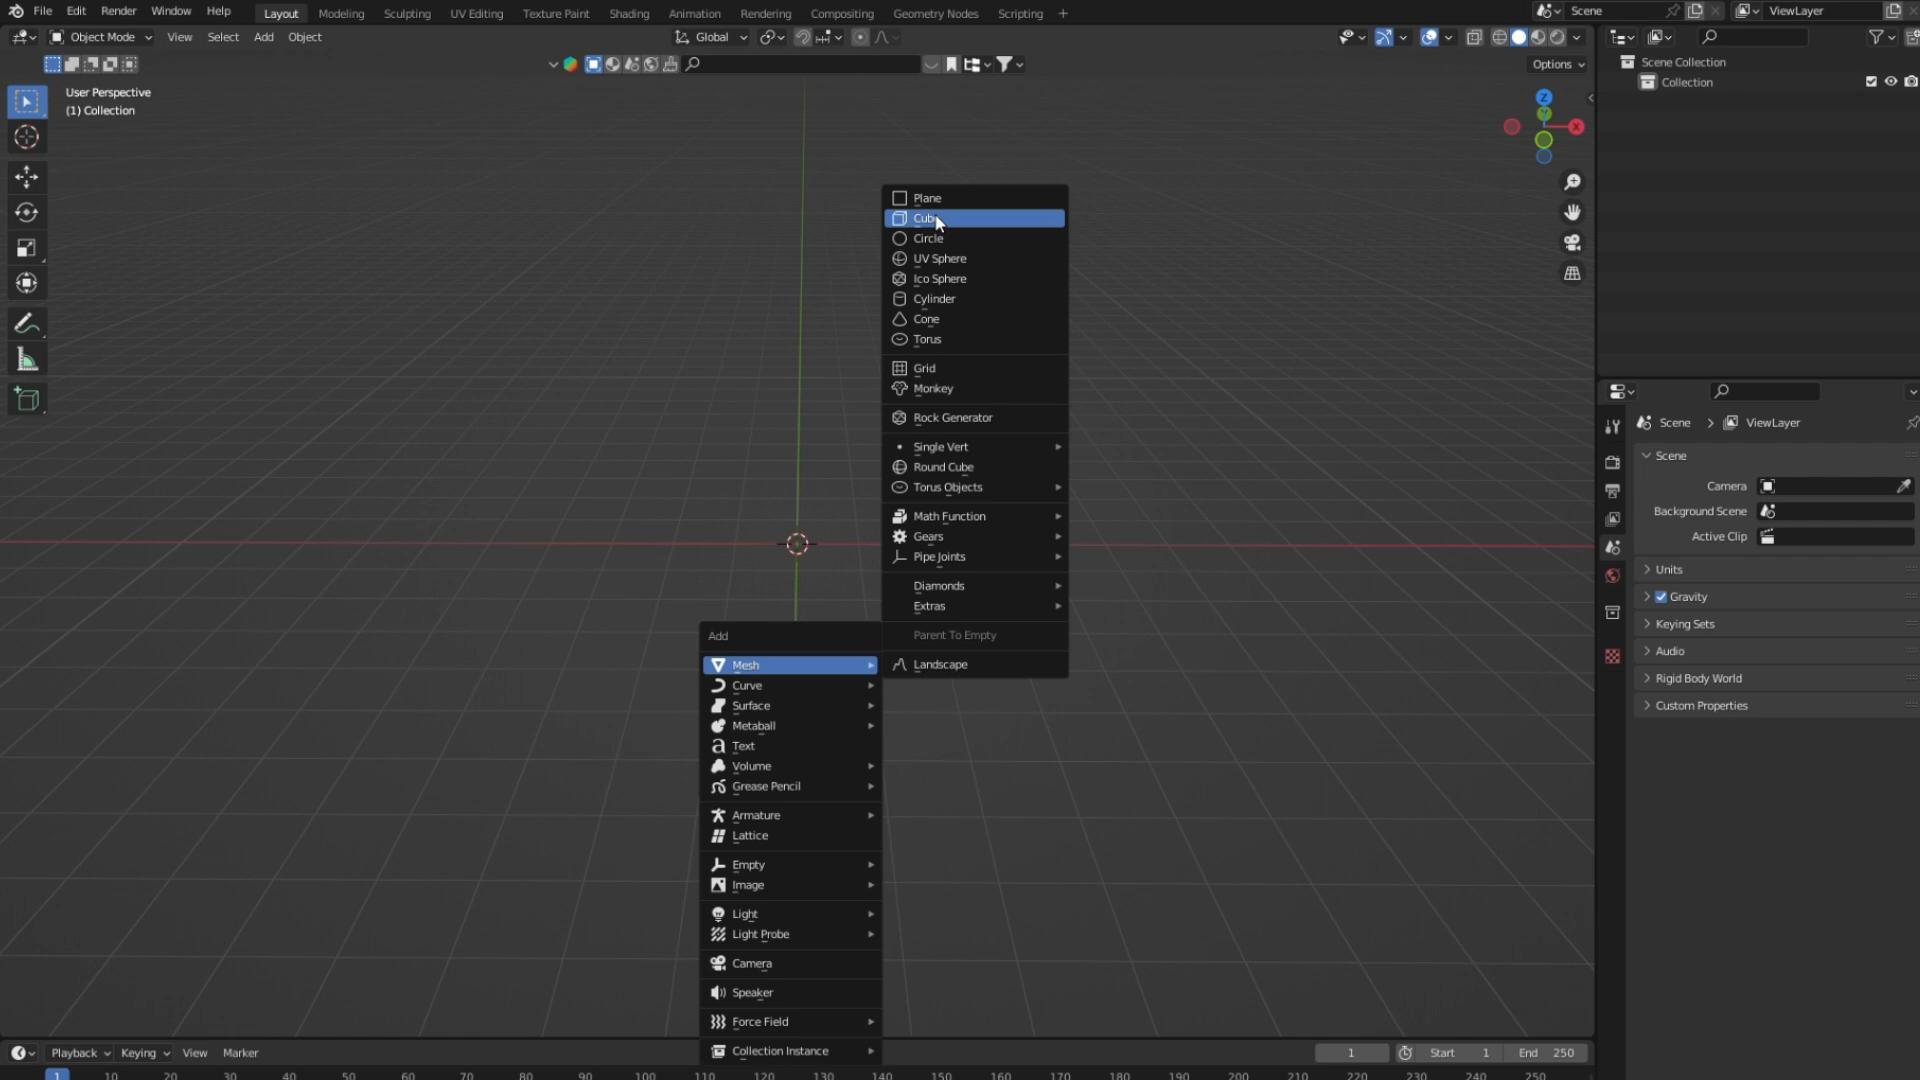 File Edit Render Window Help Layout Modeling Sculpting UV Editing Texture Paint Shading Animation Rendering Compositing Geometry Nodes Scripting + Scene ViewLayer
Object Mode View Select Add Object Global
Options
User Perspective
(1) Collection
Z
Y
X
Scene Collection
Collection
Plane
Cube
Circle
UV Sphere
Ico Sphere
Cylinder
Cone
Torus
Grid
Monkey
Rock Generator
Single Vert
Round Cube
Torus Objects
Math Function
Gears
Pipe Joints
Diamonds
Extras
Parent To Empty
Landscape
Add
Mesh
Curve
Surface
Metaball
Text
Volume
Grease Pencil
Armature
Lattice
Empty
Image
Light
Light Probe
Camera
Speaker
Force Field
Collection Instance
Scene > ViewLayer
Scene
Camera
Background Scene
Active Clip
Units
Gravity
Keying Sets
Audio
Rigid Body World
Custom Properties
Playback Keying View Marker 1 Start 1 End 250
1 10 20 30 40 50 60 70 80 90 100 110 120 130 140 150 160 170 180 190 200 210 220 230 240 250